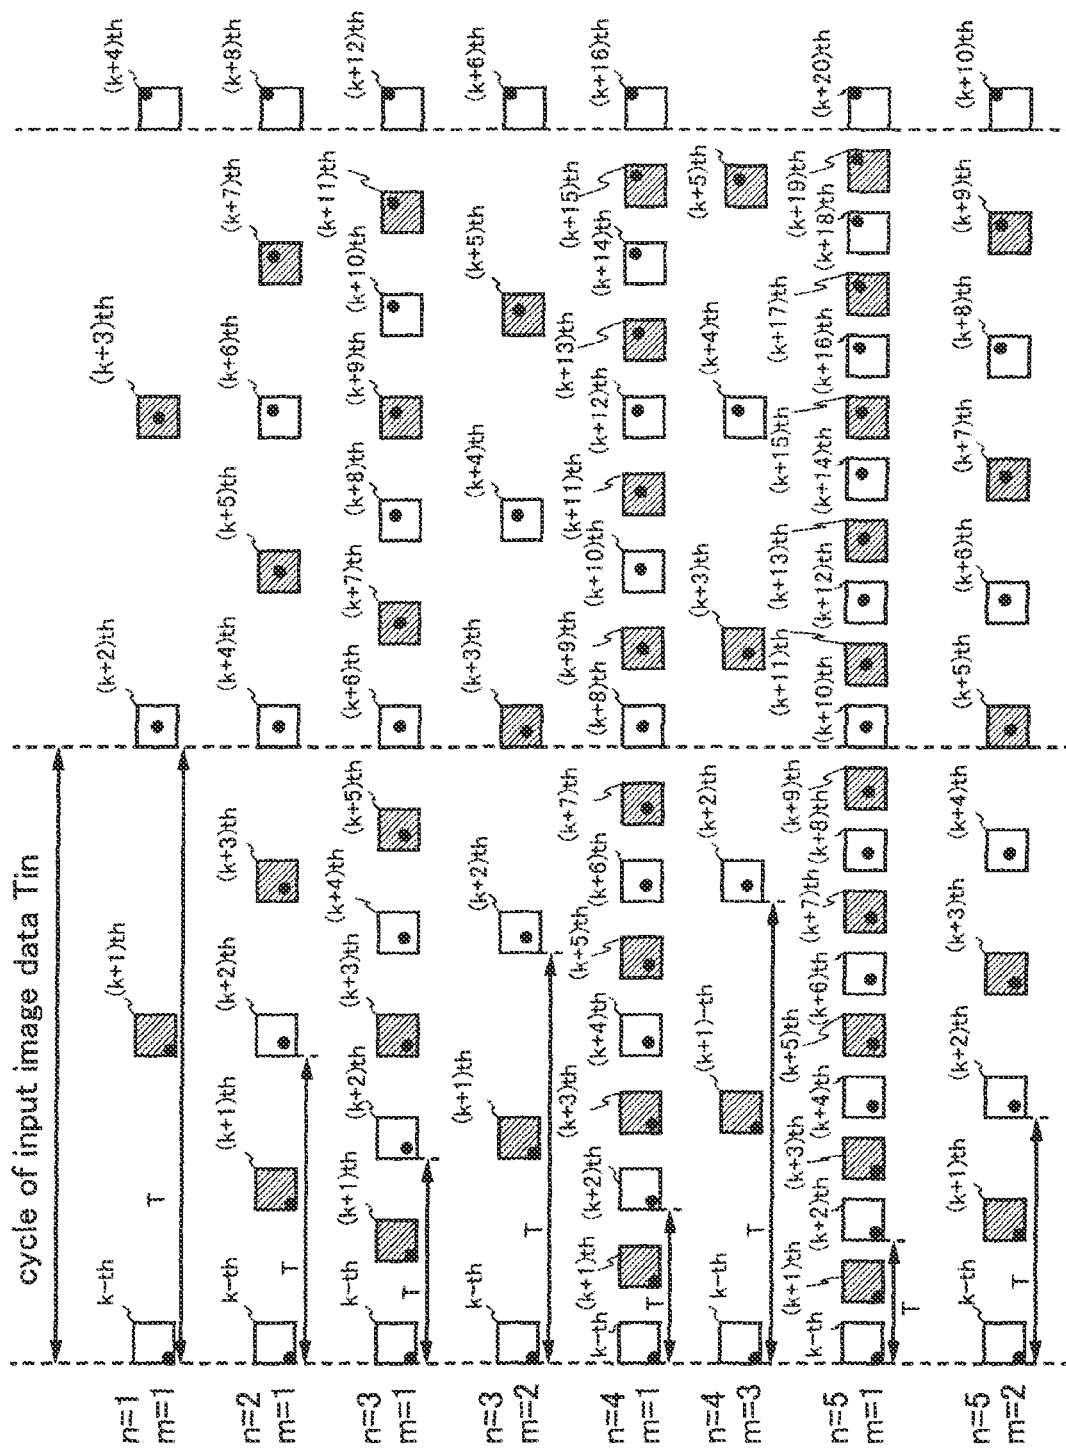 cycle of input image data Tin
n=1
m=1
k-th
(k+1)th
(k+2)th
(k+3)th
(k+4)th
T
n=2
m=1
k-th
(k+1)th
(k+2)th
(k+3)th
(k+4)th
(k+5)th
(k+6)th
(k+7)th
(k+8)th
T
n=3
m=1
k-th
(k+1)th
(k+2)th
(k+3)th
(k+4)th
(k+5)th
(k+6)th
(k+7)th
(k+8)th
(k+9)th
(k+10)th
(k+11)th
(k+12)th
T
n=3
m=2
k-th
(k+1)th
(k+2)th
(k+3)th
(k+4)th
(k+5)th
(k+6)th
T
n=4
m=1
k-th
(k+1)th
(k+2)th
(k+3)th
(k+4)th
(k+5)th
(k+6)th
(k+7)th
(k+8)th
(k+9)th
(k+10)th
(k+11)th
(k+12)th
(k+13)th
(k+14)th
(k+15)th
(k+16)th
T
n=4
m=3
k-th
(k+1)-th
(k+2)th
(k+3)th
(k+4)th
(k+5)th
T
n=5
m=1
k-th
(k+1)th
(k+2)th
(k+3)th
(k+4)th
(k+5)th
(k+6)th
(k+7)th
(k+8)th
(k+9)th
(k+10)th
(k+11)th
(k+12)th
(k+13)th
(k+14)th
(k+15)th
(k+16)th
(k+17)th
(k+18)th
(k+19)th
(k+20)th
T
n=5
m=2
k-th
(k+1)th
(k+2)th
(k+3)th
(k+4)th
(k+5)th
(k+6)th
(k+7)th
(k+8)th
(k+9)th
(k+10)th
T